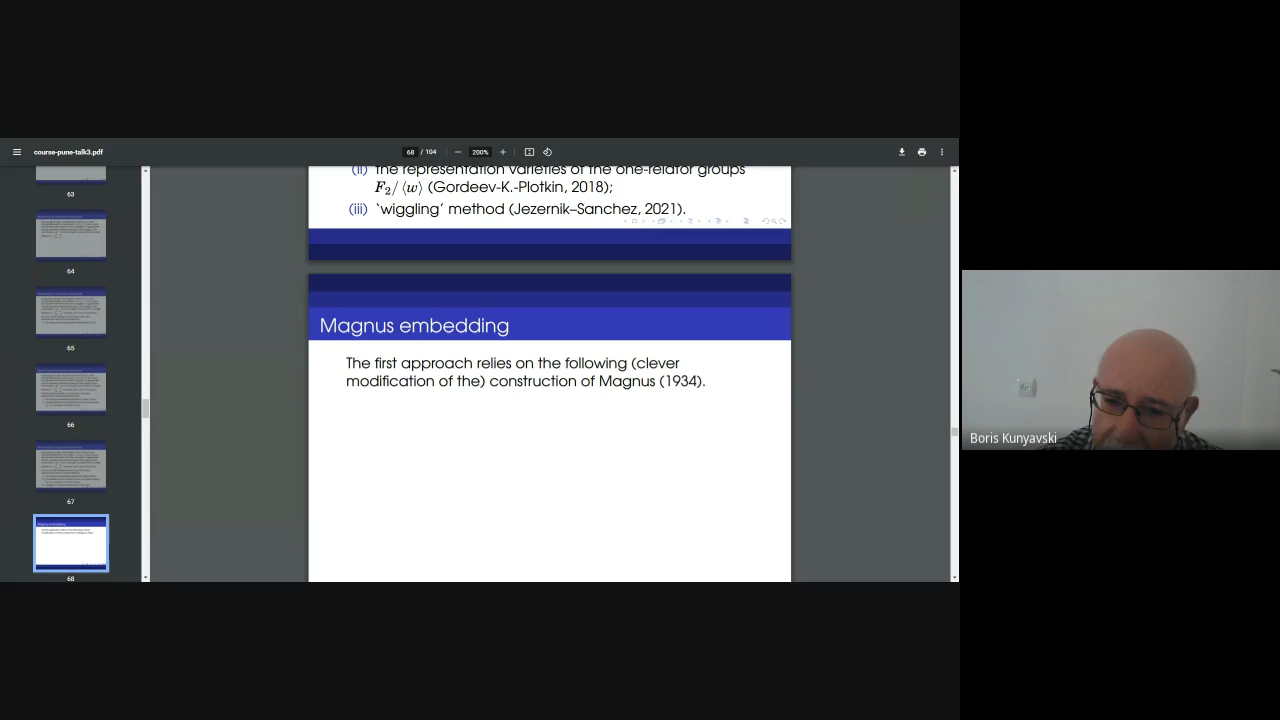 course-pune-talk3.pdf
68 / 104
200%
63
64
65
66
67
68
(ii) the representation varieties of the one-relator groups
F₂/ ⟨w⟩ (Gordeev-K.-Plotkin, 2018);
(iii) ‘wiggling’ method (Jezernik–Sanchez, 2021).
Magnus embedding
The first approach relies on the following (clever
modification of the) construction of Magnus (1934).
Boris Kunyavski